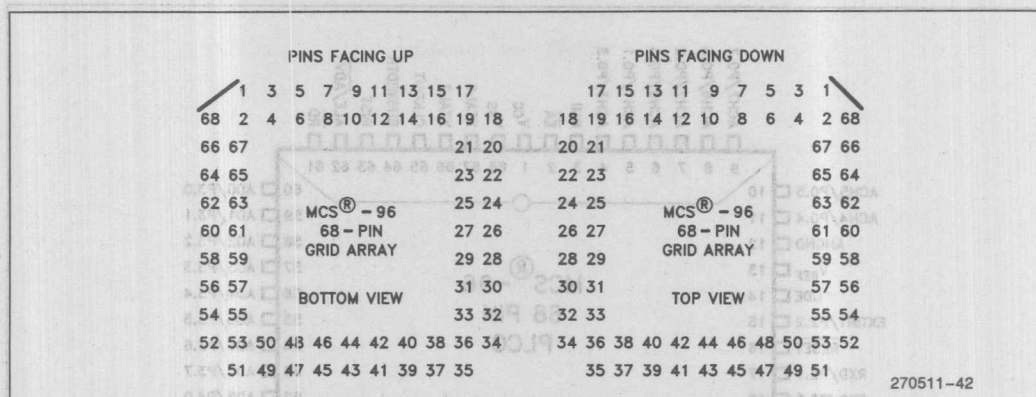 PINS FACING UP PINS FACING DOWN
1 3 5 7 9 11 13 15 17 17 15 13 11 9 7 5 3 1
68 2 4 6 8 10 12 14 16 19 18 18 19 16 14 12 10 8 6 4 2 68
66 67 21 20 20 21 67 66
64 65 23 22 22 23 65 64
62 63 25 24 24 25 63 62
MCS® - 96 MCS® - 96
60 61 68 - PIN 27 26 26 27 68 - PIN 61 60
GRID ARRAY GRID ARRAY
58 59 29 28 28 29 59 58
56 57 31 30 30 31 57 56
BOTTOM VIEW TOP VIEW
54 55 33 32 32 33 55 54
52 53 50 48 46 44 42 40 38 36 34 34 36 38 40 42 44 46 48 50 53 52
51 49 47 45 43 41 39 37 35 35 37 39 41 43 45 47 49 51
270511-42